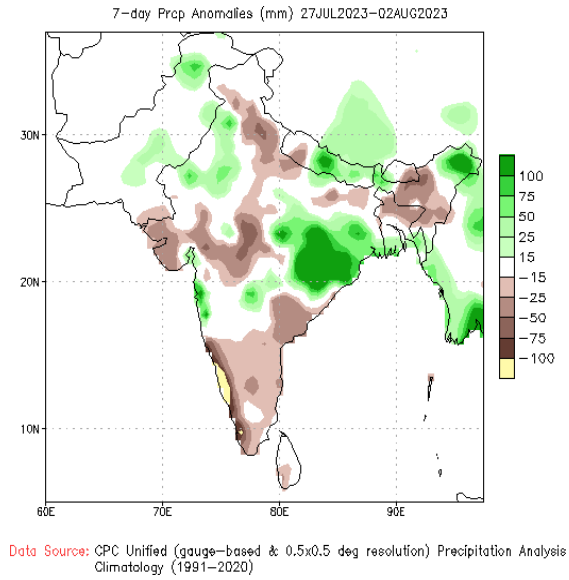 7-day Prcp Anomalies (mm) 27JUL2023-02AUG2023
30N
20N
10N
60E
70E
80E
90E
100
75
50
25
15
-15
-25
-50
-75
-100
Data Source: CPC Unified (gauge-based & 0.5x0.5 deg resolution) Precipitation Analysis
Climatology (1991-2020)